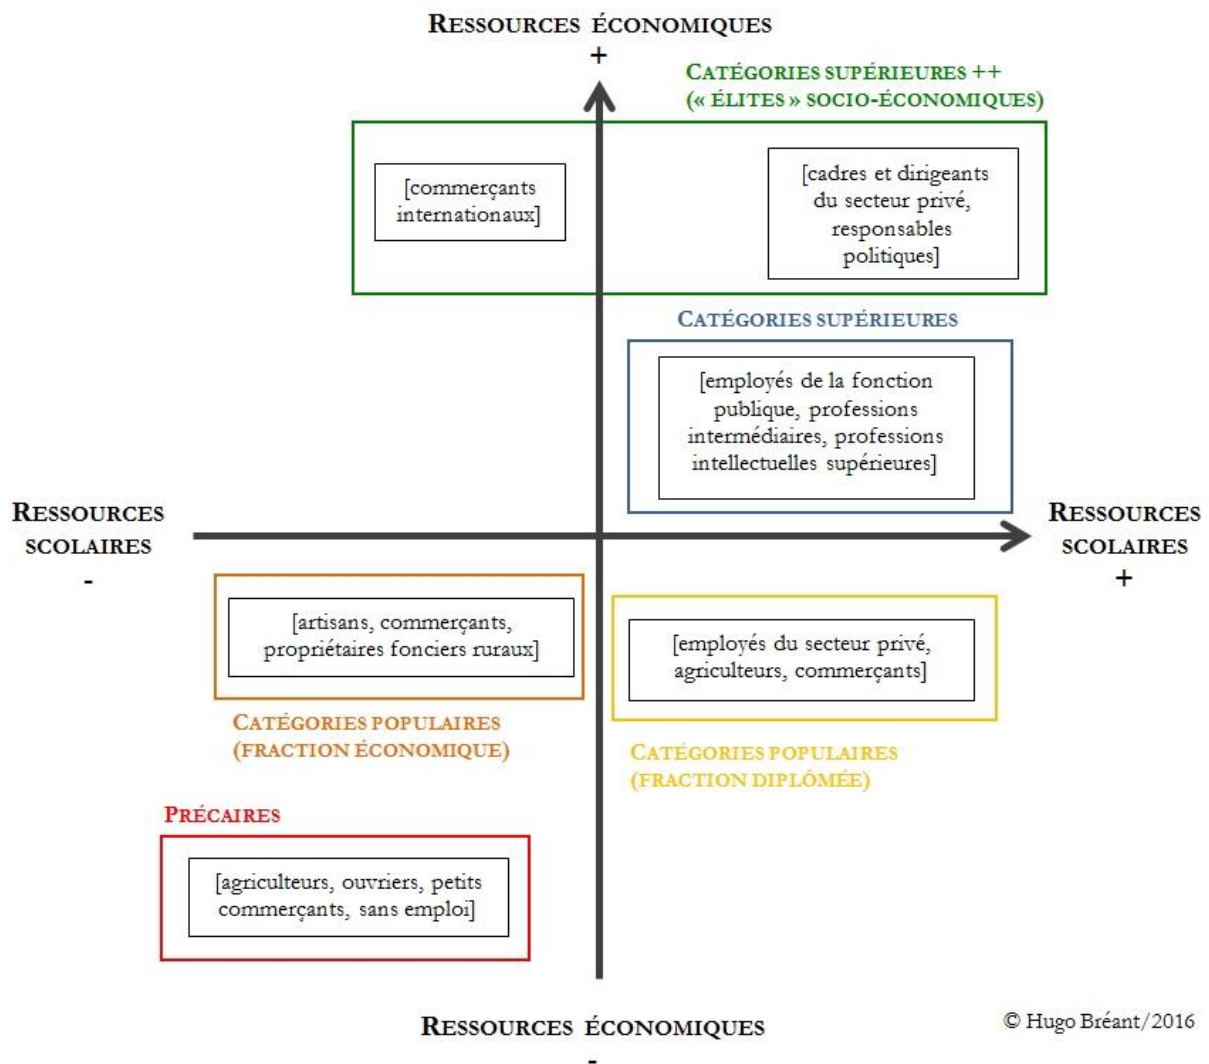 RESSOURCES ÉCONOMIQUES
+
CATÉGORIES SUPÉRIEURES ++
(« ÉLITES » SOCIO-ÉCONOMIQUES)
[commerçants
internationaux]
[cadres et dirigeants
du secteur privé,
responsables
politiques]
CATÉGORIES SUPÉRIEURES
[employés de la fonction
publique, professions
intermédiaires, professions
intellectuelles supérieures]
RESSOURCES
SCOLAIRES
-
RESSOURCES
SCOLAIRES
+
[artisans, commerçants,
propriétaires fonciers ruraux]
CATÉGORIES POPULAIRES
(FRACTION ÉCONOMIQUE)
[employés du secteur privé,
agriculteurs, commerçants]
CATÉGORIES POPULAIRES
(FRACTION DIPLÔMÉE)
PRÉCAIRES
[agriculteurs, ouvriers, petits
commerçants, sans emploi]
RESSOURCES ÉCONOMIQUES
-
© Hugo Bréant/2016